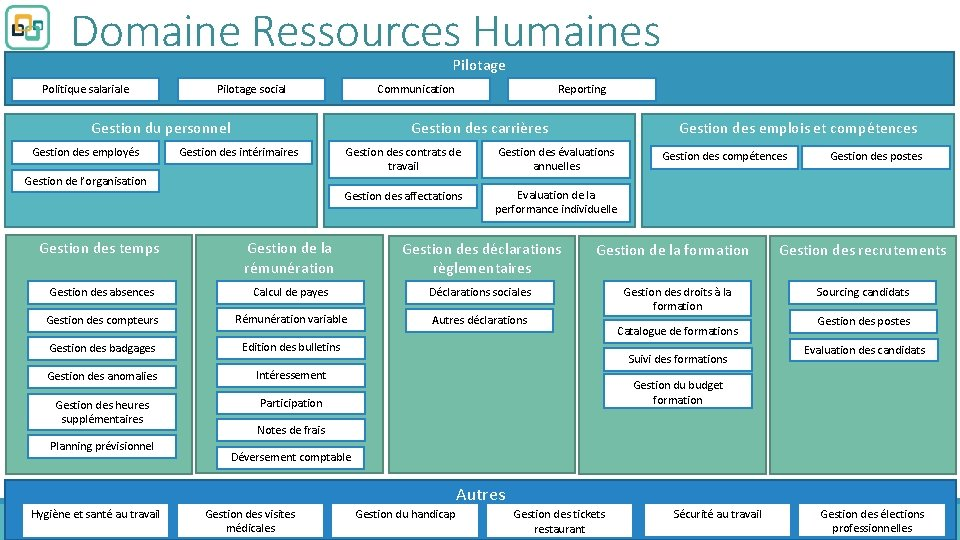 Domaine Ressources Humaines
Pilotage
Politique salariale
Pilotage social
Communication
Reporting
Gestion du personnel
Gestion des employés
Gestion des intérimaires
Gestion de l'organisation
Gestion des carrières
Gestion des contrats de
travail
Gestion des évaluations
annuelles
Gestion des affectations
Evaluation de la
performance individuelle
Gestion des emplois et compétences
Gestion des compétences
Gestion des postes
Gestion des temps
Gestion des absences
Gestion des compteurs
Gestion des badgages
Gestion des anomalies
Gestion des heures
supplémentaires
Planning prévisionnel
Gestion de la
rémunération
Calcul de payes
Rémunération variable
Edition des bulletins
Intéressement
Participation
Notes de frais
Déversement comptable
Gestion des déclarations
règlementaires
Déclarations sociales
Autres déclarations
Gestion de la formation
Gestion des droits à la
formation
Catalogue de formations
Suivi des formations
Gestion du budget
formation
Gestion des recrutements
Sourcing candidats
Gestion des postes
Evaluation des candidats
Autres
Hygiène et santé au travail
Gestion des visites
médicales
Gestion du handicap
Gestion des tickets
restaurant
Sécurité au travail
Gestion des élections
professionnelles